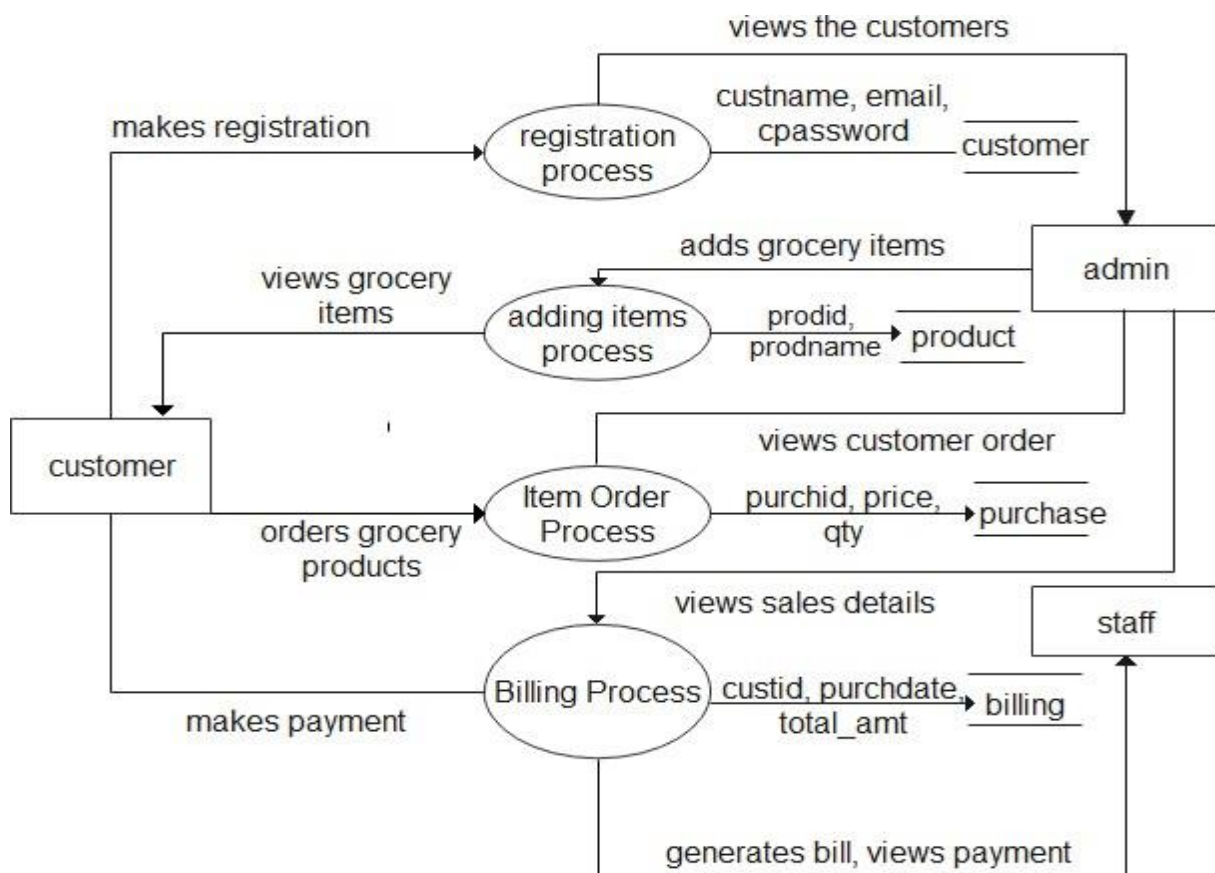 views the customers
custname, email,
cpassword
makes registration
registration
process
customer
adds grocery items
admin
views grocery
items
adding items
process
prodid,
prodname
product
customer
views customer order
Item Order
Process
purchid, price,
qty
purchase
orders grocery
products
views sales details
staff
Billing Process
custid, purchdate,
total_amt
billing
makes payment
generates bill, views payment